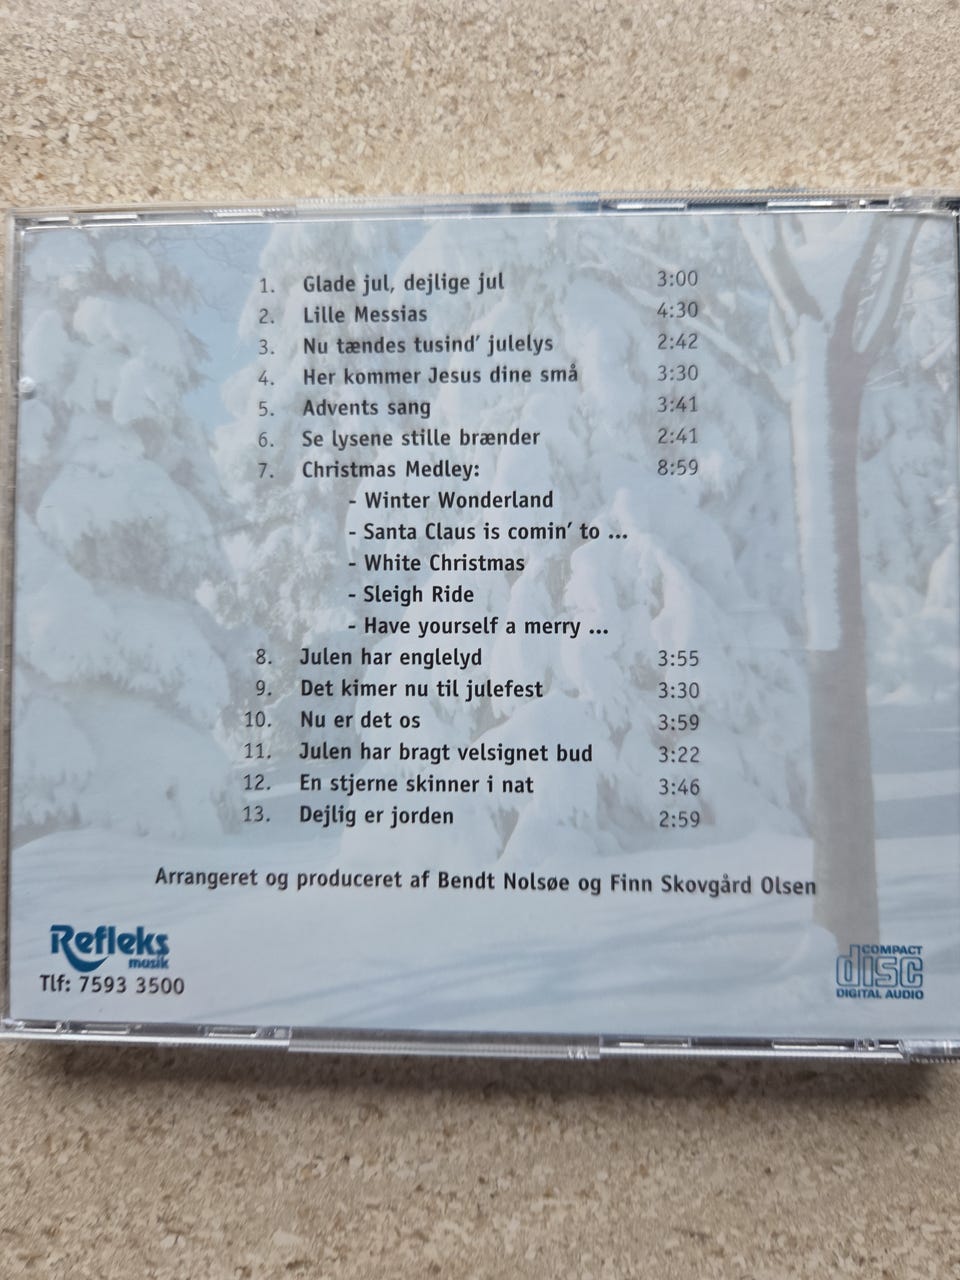 1. Glade jul, dejlige jul 3:00
2. Lille Messias 4:30
3. Nu tændes tusind' julelys 2:42
4. Her kommer Jesus dine små 3:30
5. Advents sang 3:41
6. Se lysene stille brænder 2:41
7. Christmas Medley: 8:59
- Winter Wonderland
- Santa Claus is comin' to ...
- White Christmas
- Sleigh Ride
- Have yourself a merry ...
8. Julen har englelyd 3:55
9. Det kimer nu til julefest 3:30
10. Nu er det os 3:59
11. Julen har bragt velsignet bud 3:22
12. En stjerne skinner i nat 3:46
13. Dejlig er jorden 2:59
Arrangeret og produceret af Bendt Nolsøe og Finn Skovgård Olsen
Refleks
musik
Tlf: 7593 3500
COMPACT
disc
DIGITAL AUDIO